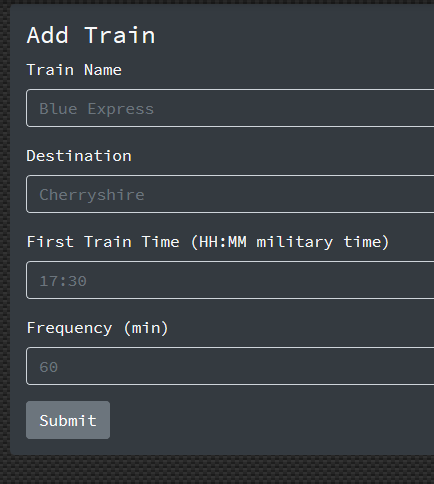 Add Train
Train Name
Blue Express
Destination
Cherryshire
First Train Time (HH:MM military time)
17:30
Frequency (min)
60
Submit